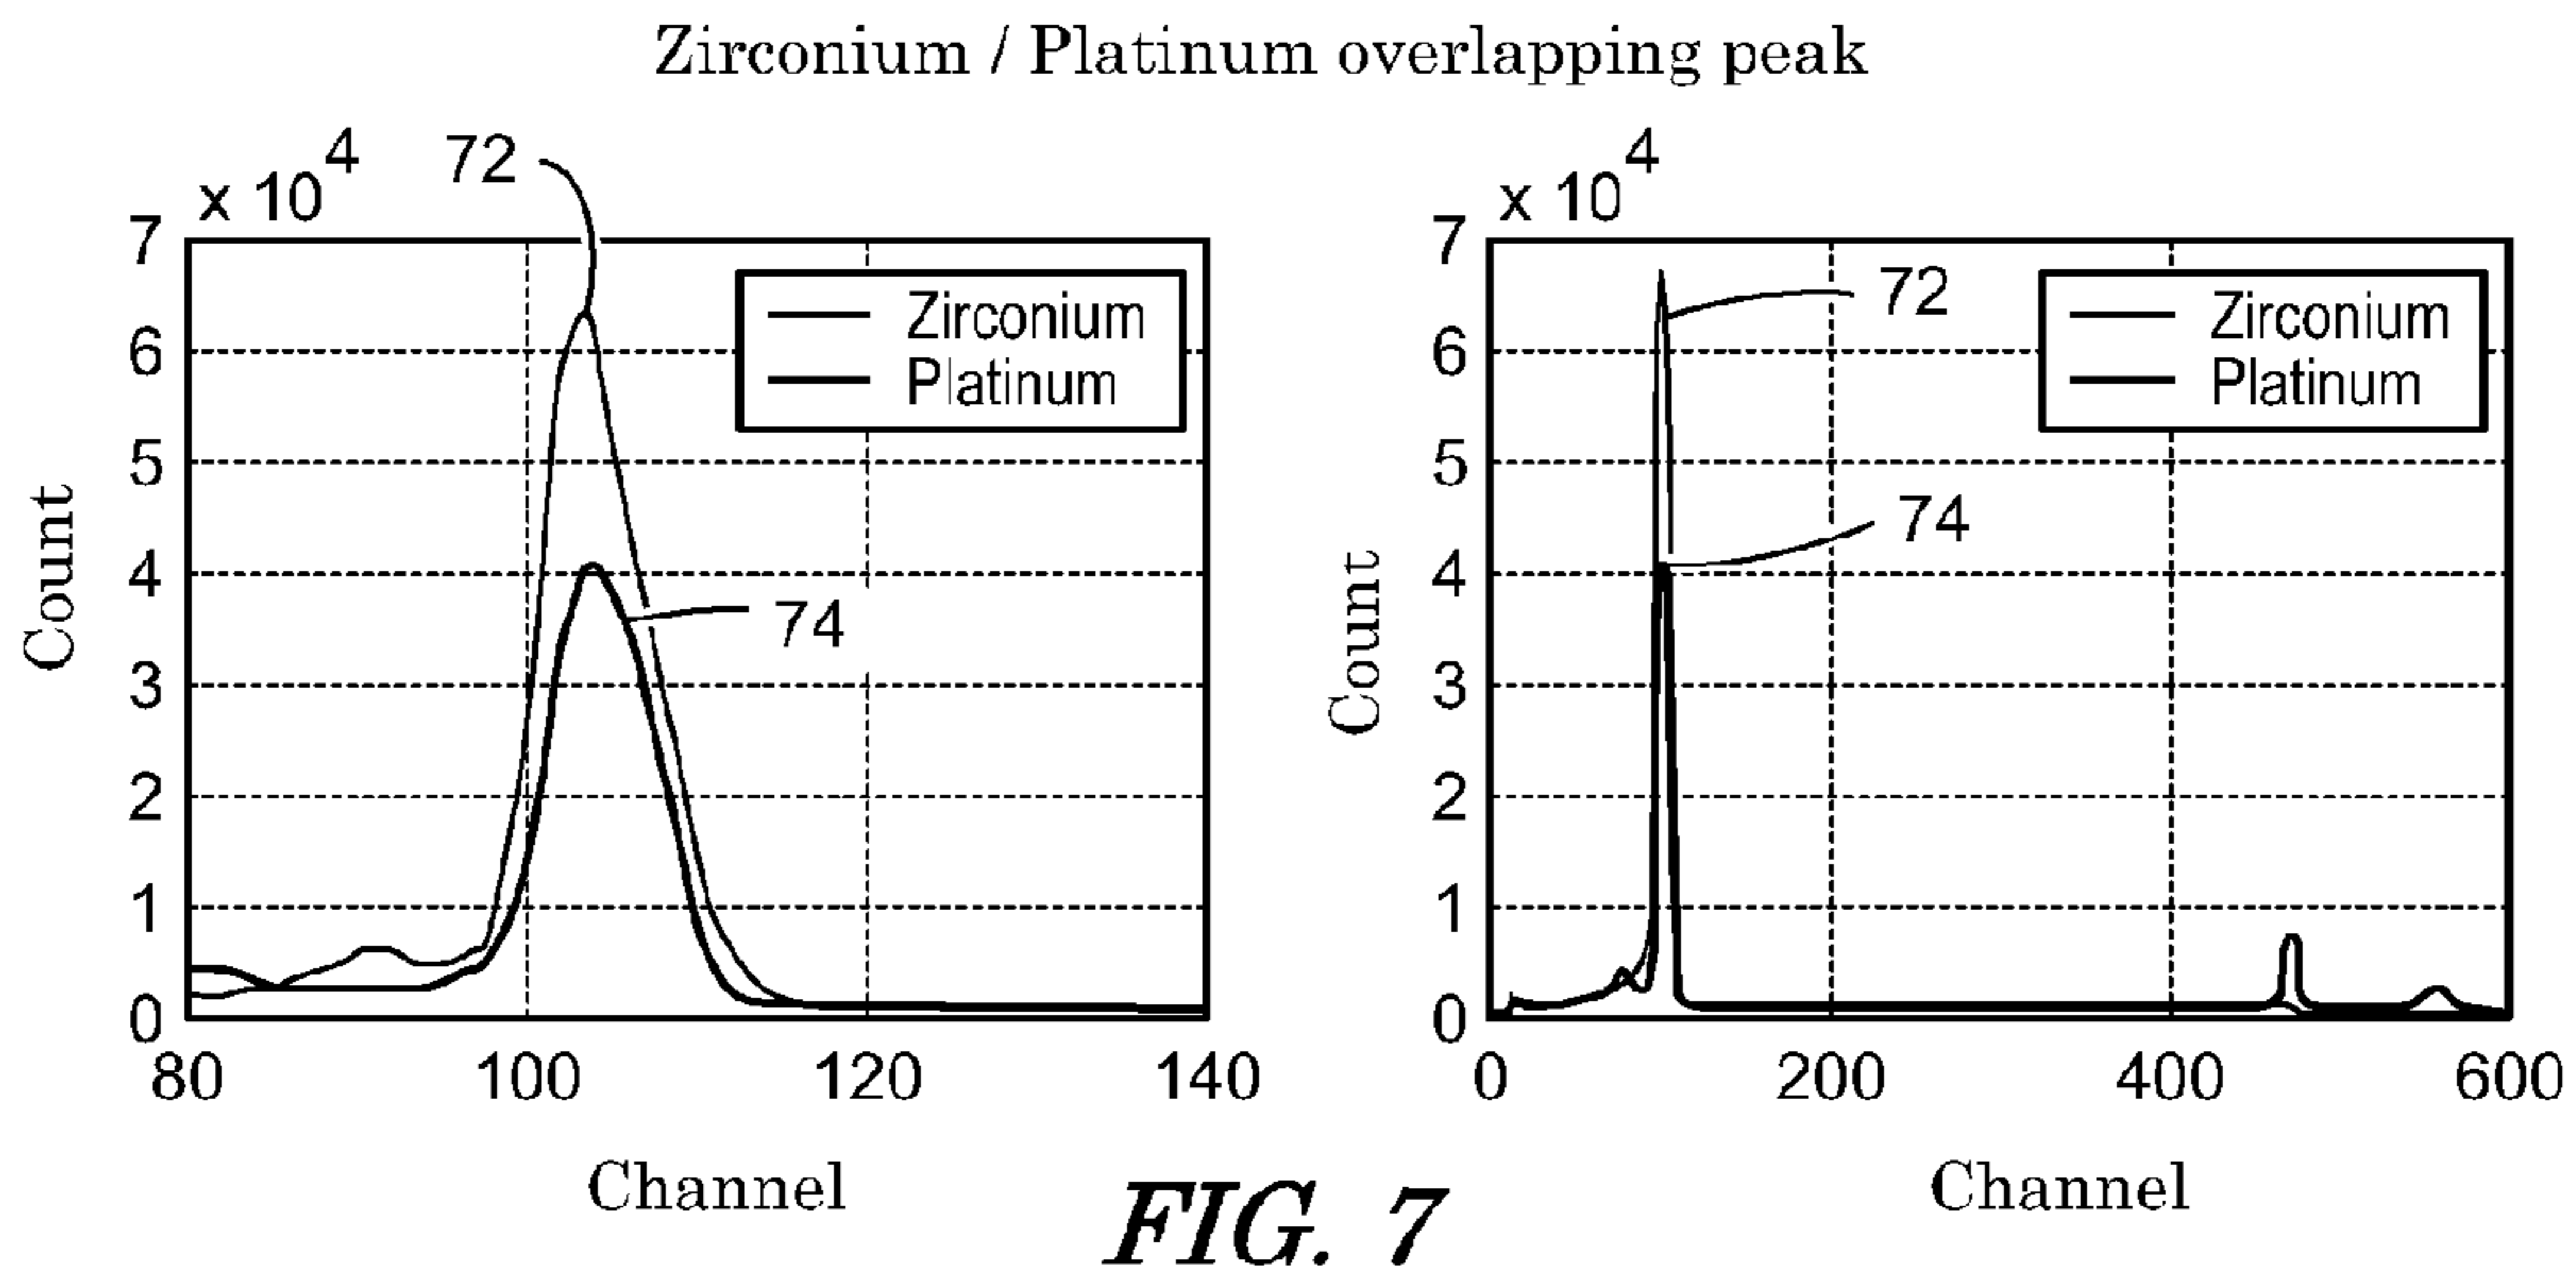 Zirconium / Platinum overlapping peak
x 10 4
72
7
6
5
4
3
2
1
0
Count
Zirconium
Platinum
74
80 100 120 140
Channel
x 10 4
7
6
5
4
3
2
1
0
Count
72
Zirconium
Platinum
74
0 200 400 600
Channel
FIG. 7